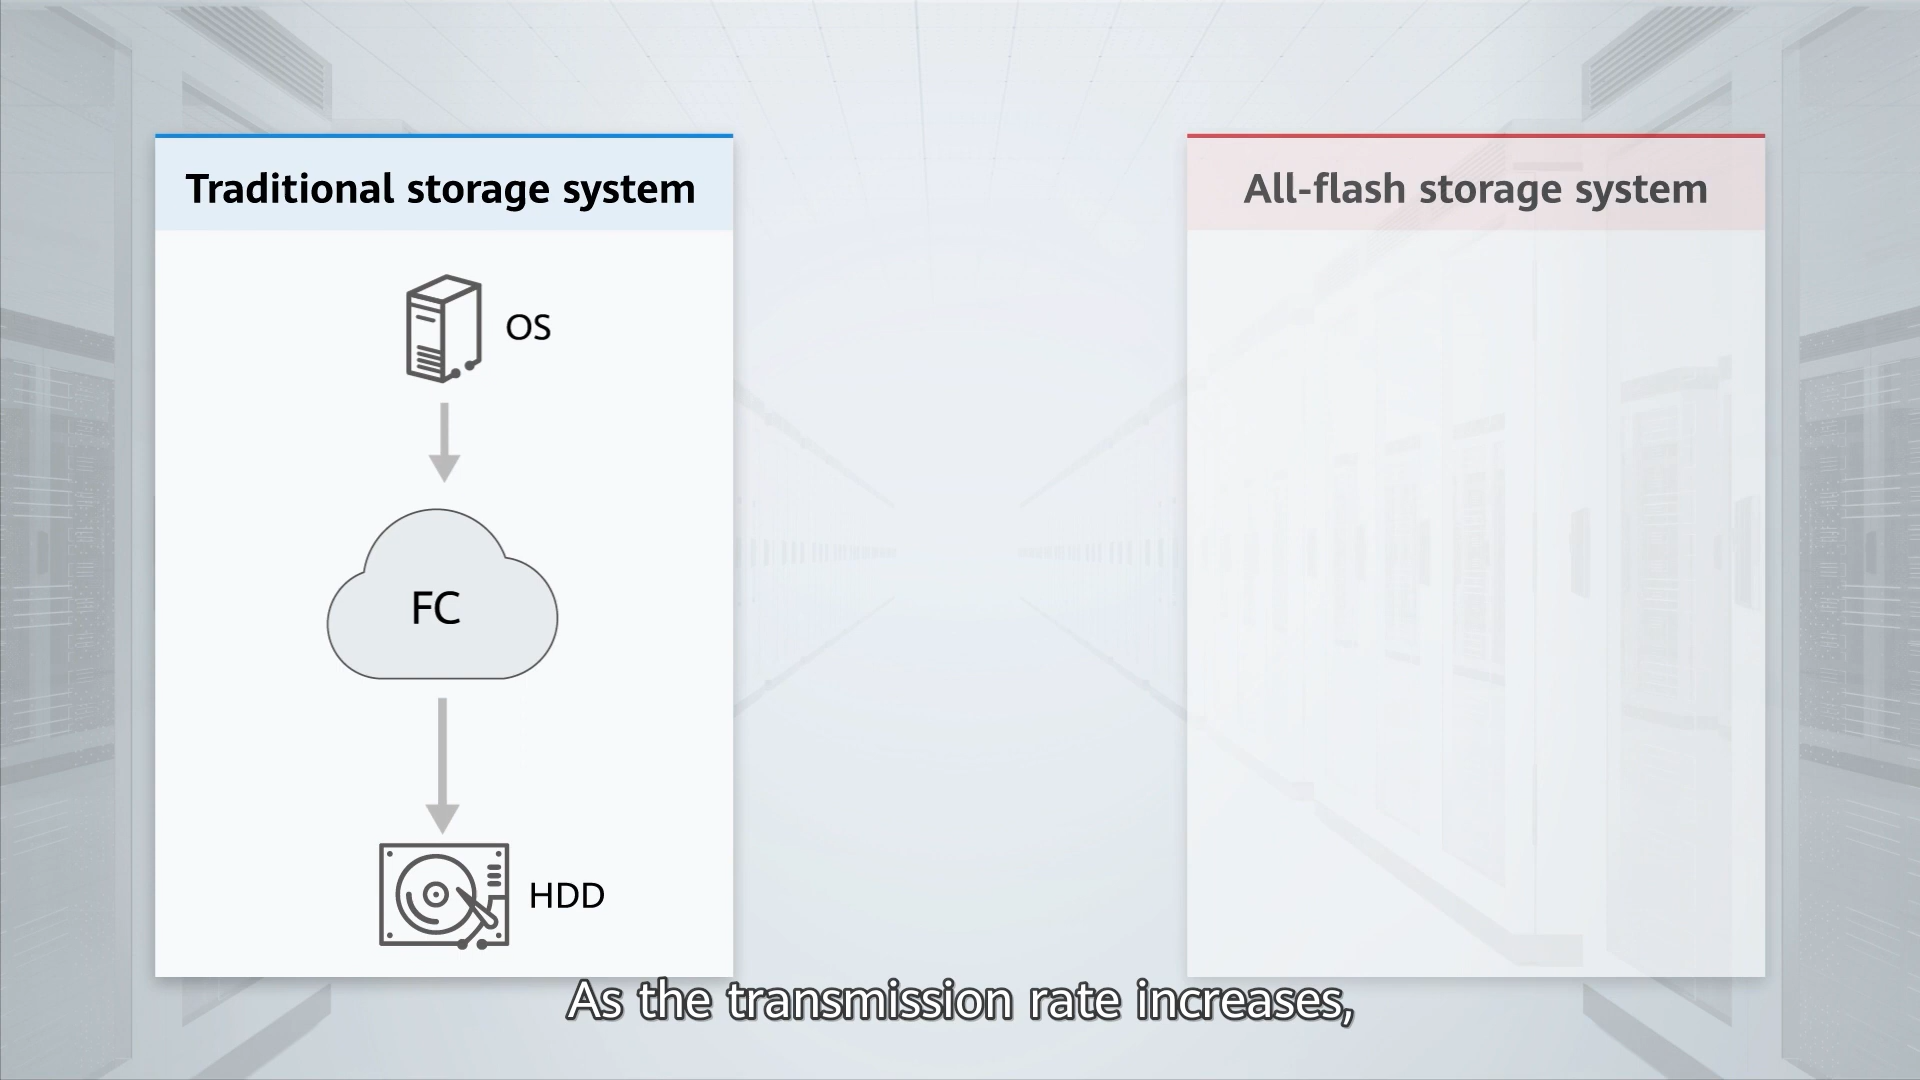 Traditional storage system
OS
FC
HDD
All-flash storage system
As the transmission rate increases,